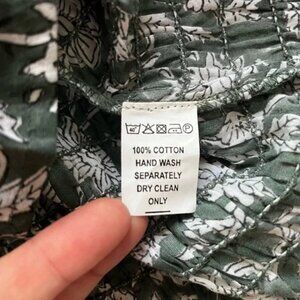 100% COTTON
HAND WASH
SEPARATELY
DRY CLEAN
ONLY